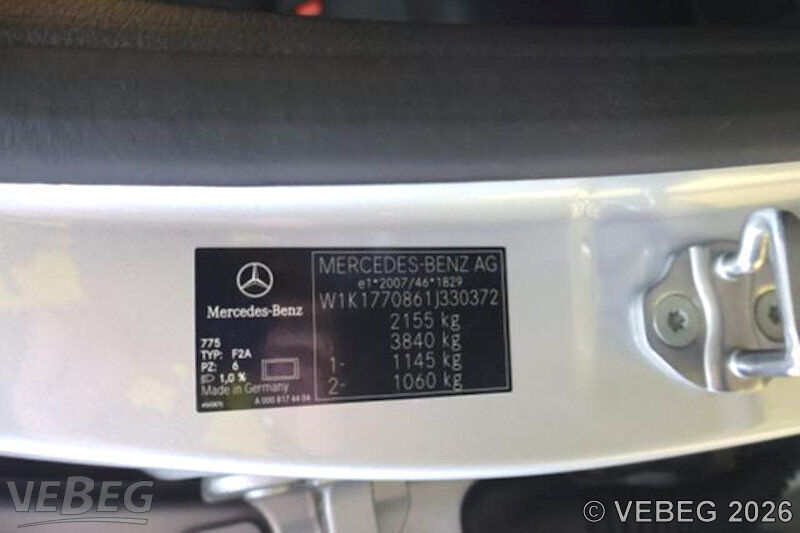 MERCEDES-BENZ AG
e1*2007/46*1829
W1K1770861J330372
2155 kg
3840 kg
1- 1145 kg
2- 1060 kg
Mercedes-Benz
775
TYP: F2A
PZ: 6
1,0 %
Made in Germany
A 000 817 44 04
VEBEG
© VEBEG 2026